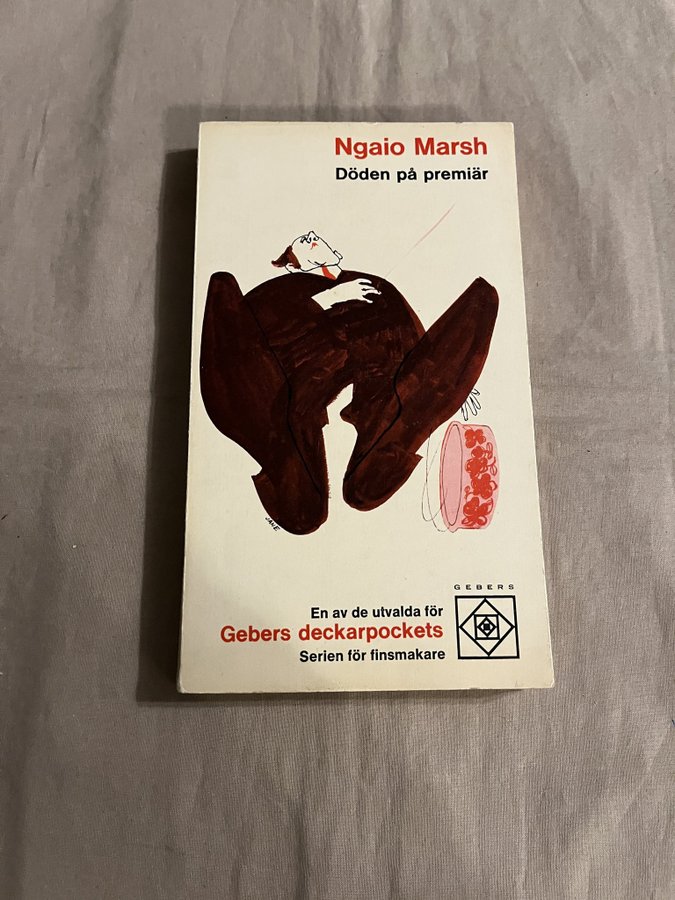 Ngaio Marsh
Döden på premiär
JANE
En av de utvalda för
Gebers deckarpockets
Serien för finsmakare
GEBERS